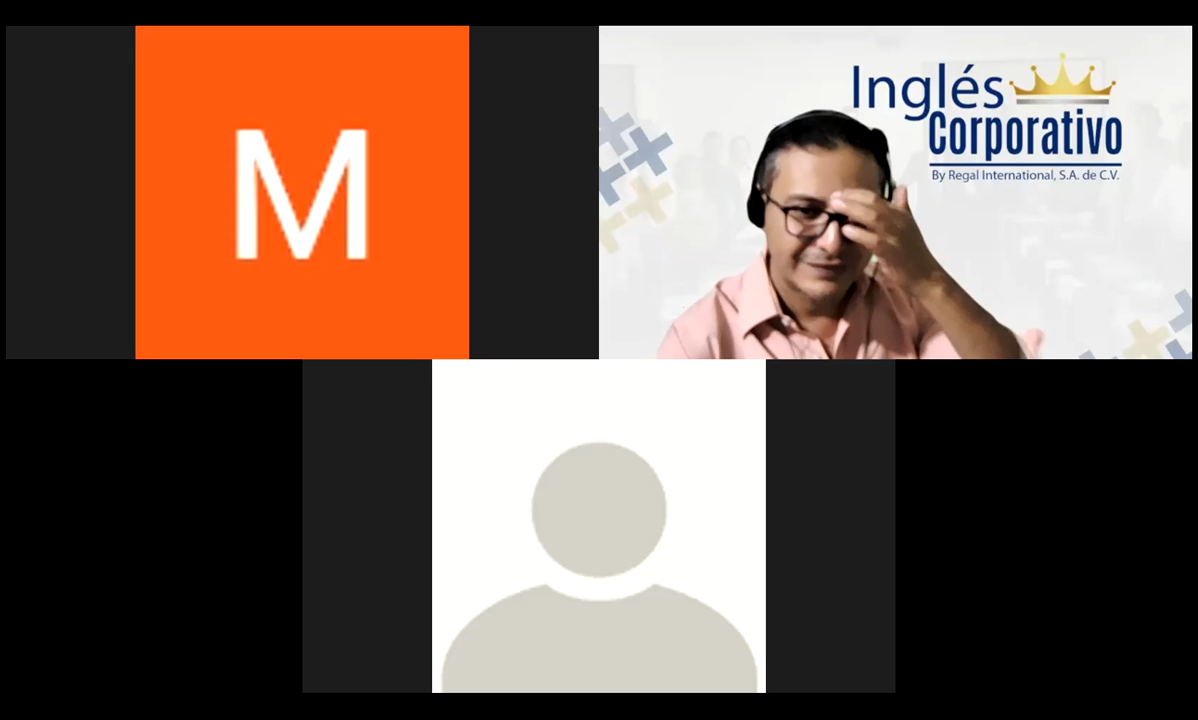 M
Inglés
Corporativo
By Regal International, S.A. de C.V.